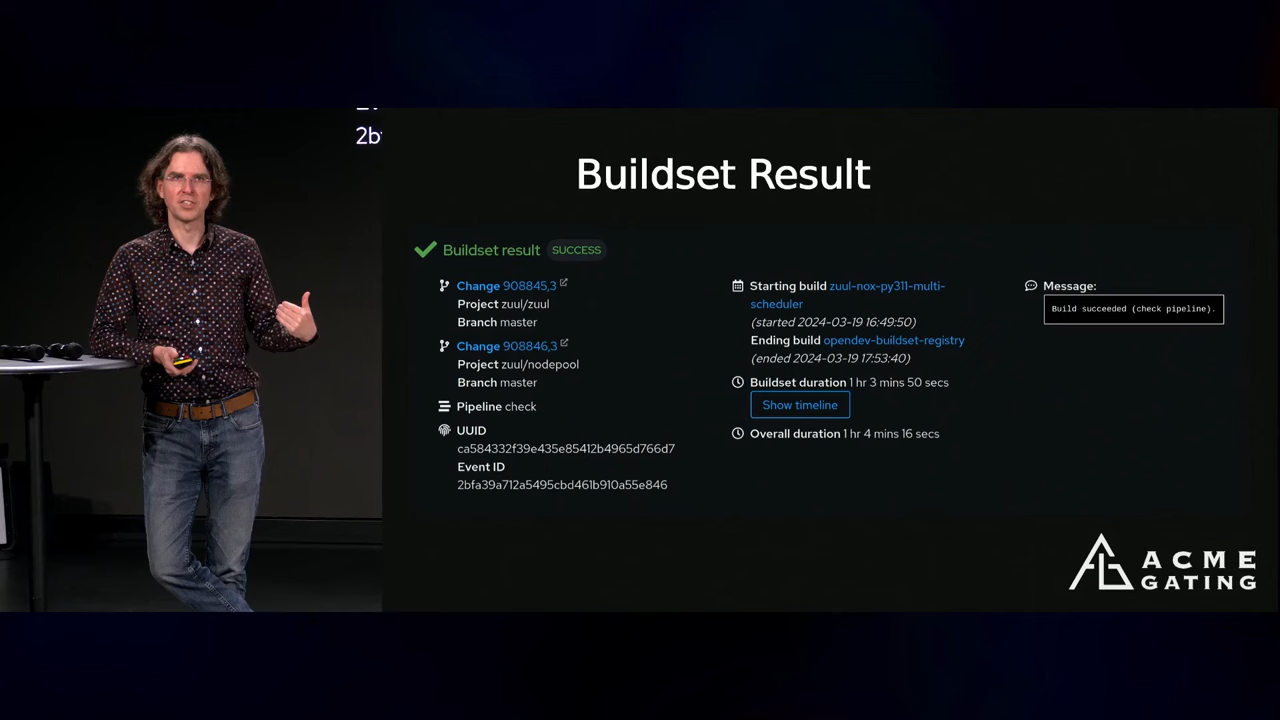 2b
Buildset Result
Buildset result SUCCESS
Change 908845,3
Project zuul/zuul
Branch master
Change 908846,3
Project zuul/nodepool
Branch master
Pipeline check
UUID
ca584332f39e435e85412b4965d766d7
Event ID
2bfa39a712a5495cbd461b910a55e846
Starting build zuul-nox-py311-multi-
scheduler
(started 2024-03-19 16:49:50)
Ending build opendev-buildset-registry
(ended 2024-03-19 17:53:40)
Buildset duration 1 hr 3 mins 50 secs
Show timeline
Overall duration 1 hr 4 mins 16 secs
Message:
Build succeeded (check pipeline).
ACME
GATING